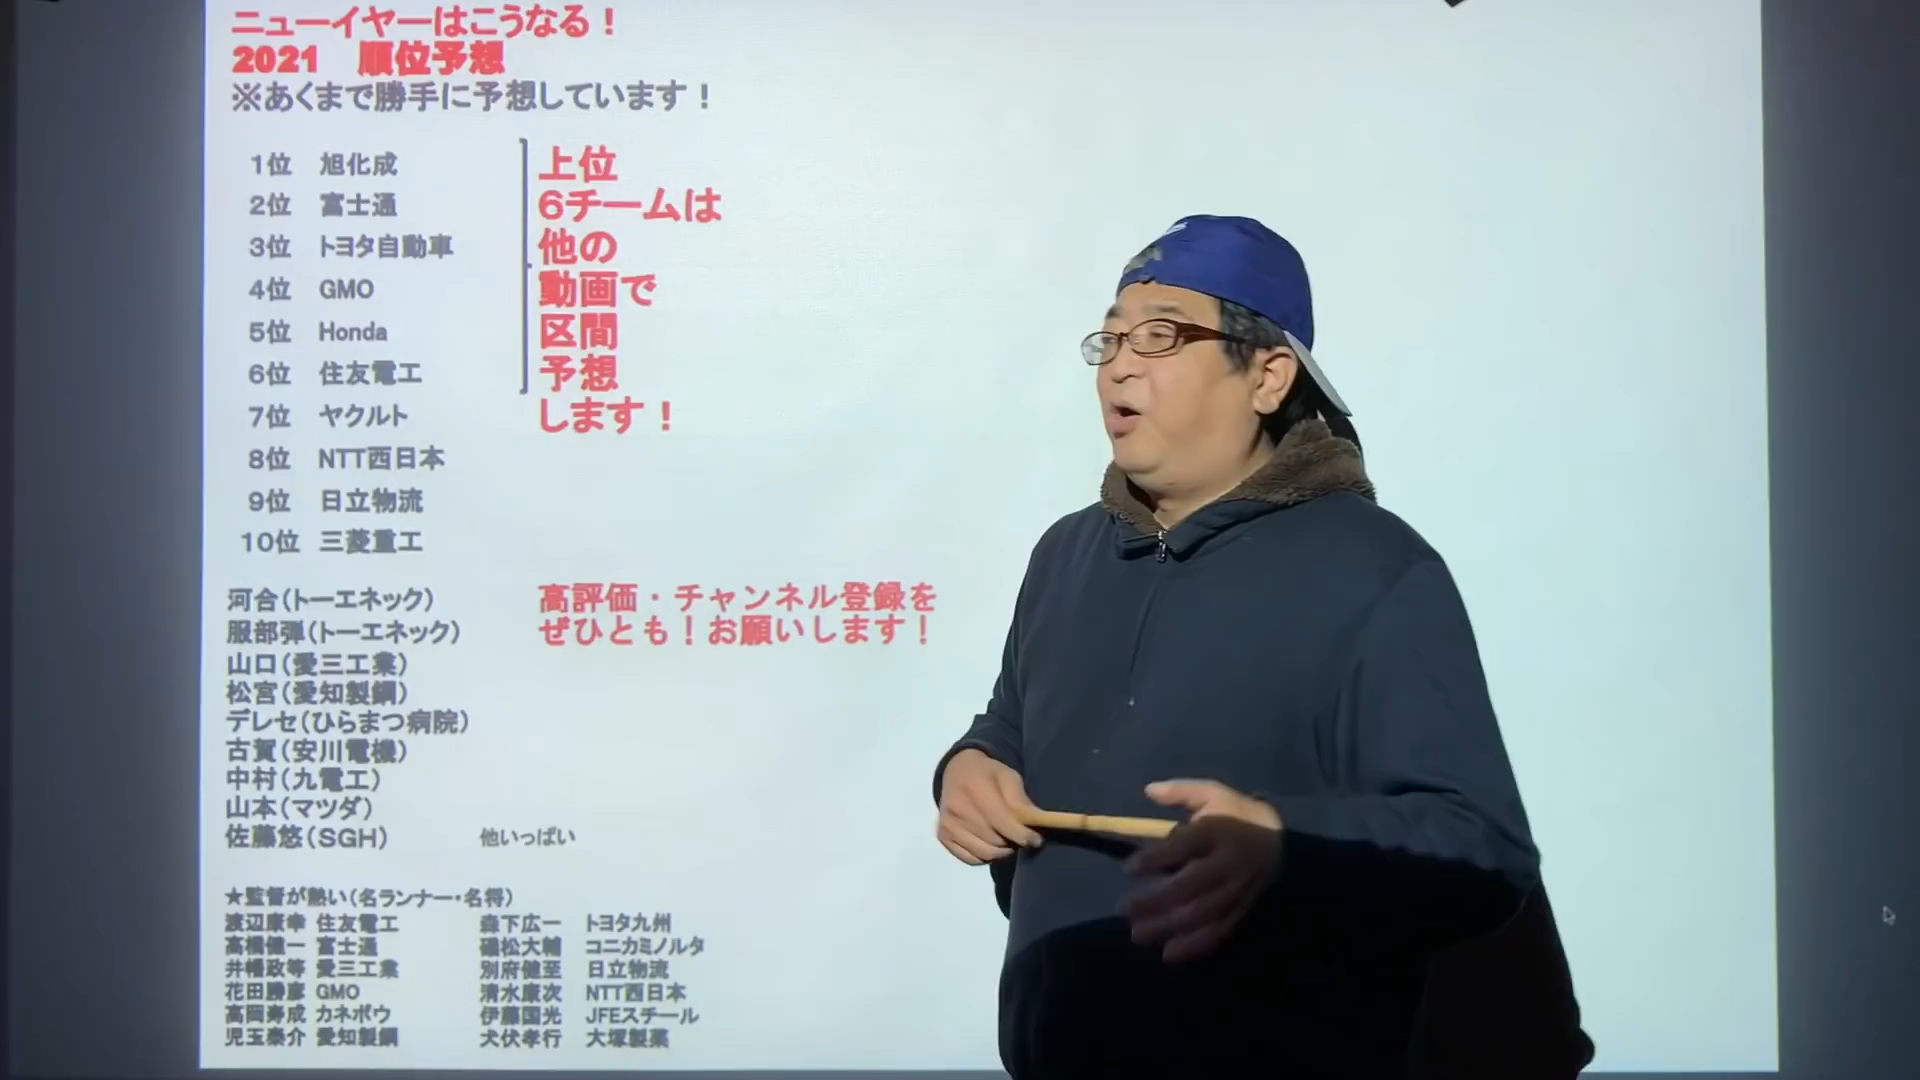 ニューイヤーはこうなる！
2021　順位予想
※あくまで勝手に予想しています！
1位　旭化成
2位　富士通
3位　トヨタ自動車
4位　GMO
5位　Honda
6位　住友電工
7位　ヤクルト
8位　NTT西日本
9位　日立物流
10位　三菱重工
上位
6チームは
他の
動画で
区間
予想
します！
河合（トーエネック）
服部弾（トーエネック）
山口（愛三工業）
松宮（愛知製鋼）
デレセ（ひらまつ病院）
古賀（安川電機）
中村（九電工）
山本（マツダ）
佐藤悠（SGH）　他いっぱい
高評価・チャンネル登録を
ぜひとも！お願いします！
★監督が熱い（名ランナー・名将）
渡辺康幸 住友電工
高橋健一 富士通
井幡政等 愛三工業
花田勝彦 GMO
高岡寿成 カネボウ
児玉泰介 愛知製鋼
森下広一 トヨタ九州
磯松大輔 コニカミノルタ
別府健至 日立物流
清水康次 NTT西日本
伊藤国光 JFEスチール
犬伏孝行 大塚製薬